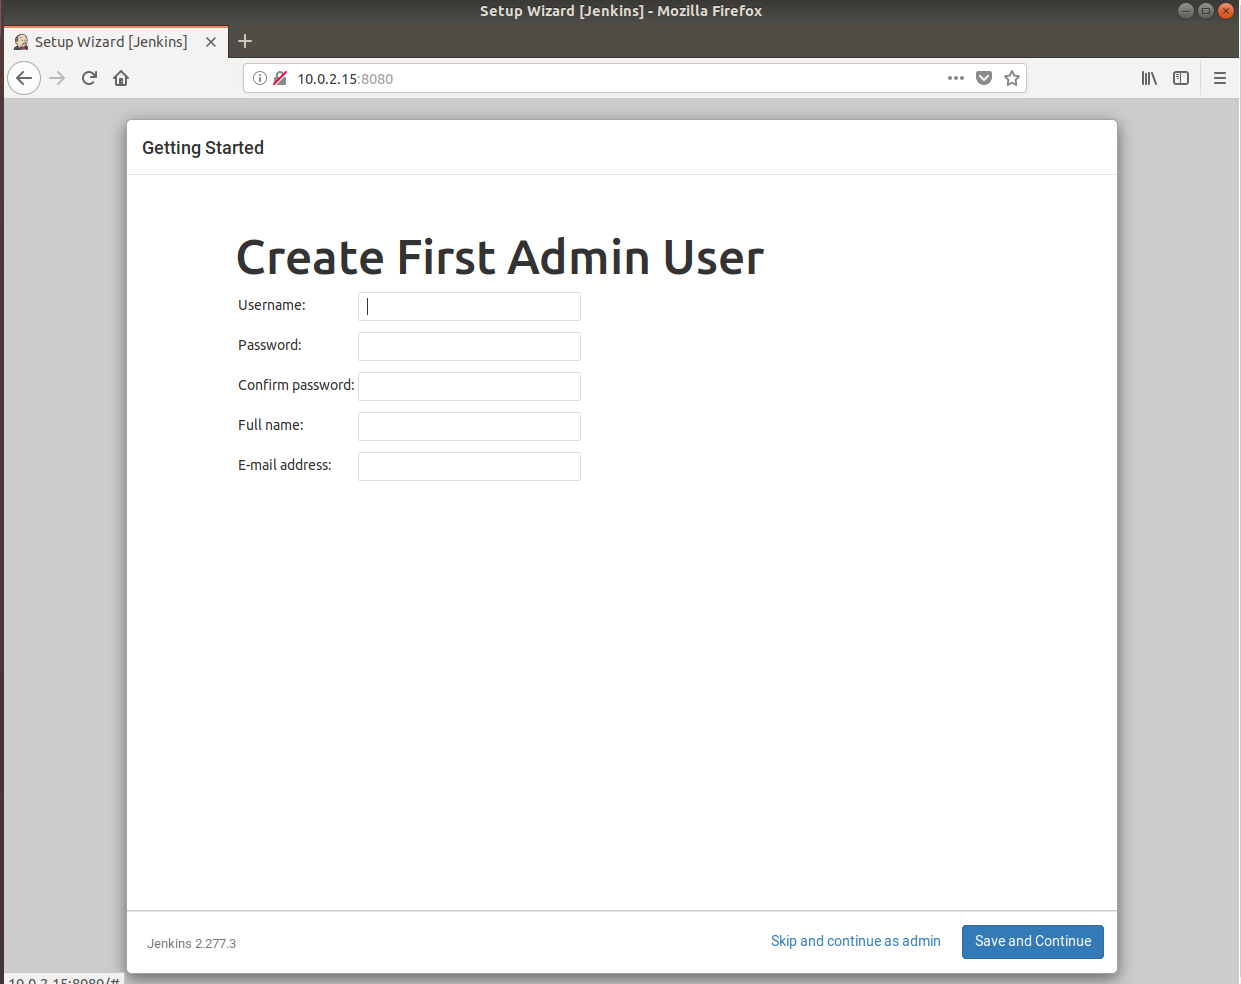 Setup Wizard [Jenkins] - Mozilla Firefox
Setup Wizard [Jenkins]
10.0.2.15:8080
Getting Started
Create First Admin User
Username:
Password:
Confirm password:
Full name:
E-mail address:
Jenkins 2.277.3
Skip and continue as admin
Save and Continue
10.0.2.15:8080/#